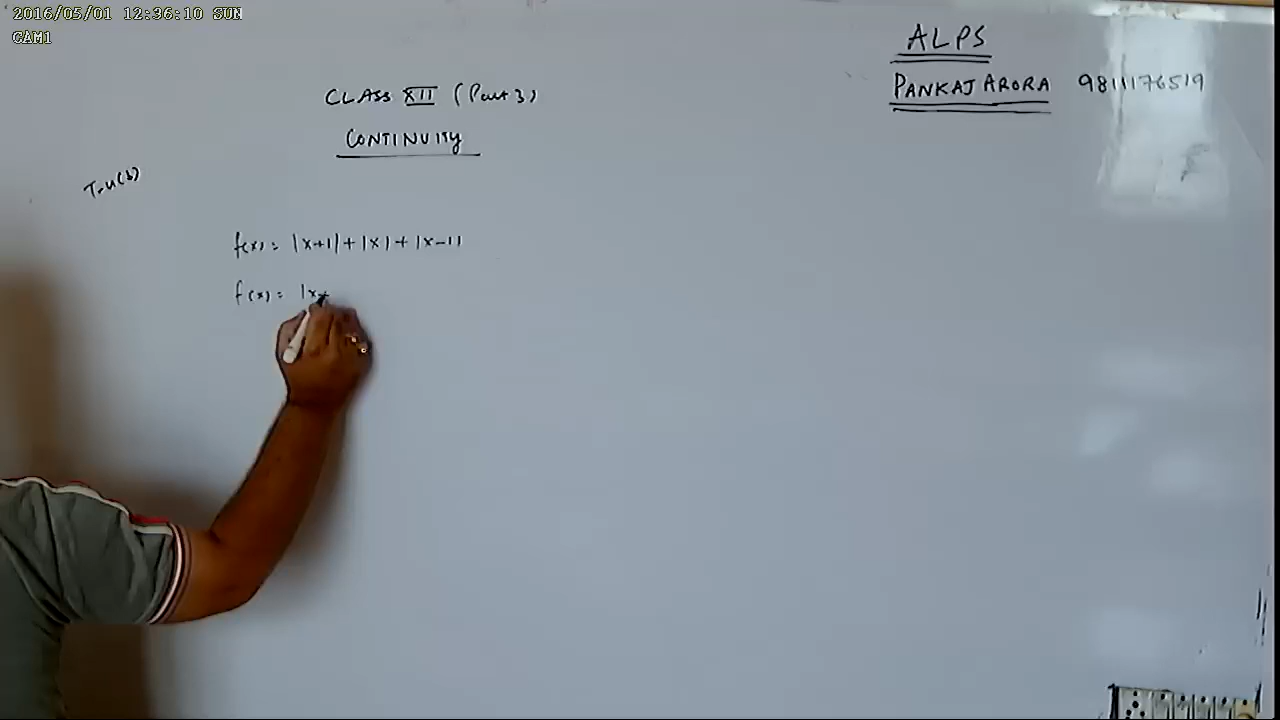 2016/05/01 12:36:10 SUN
CAM1
ALPS
PANKAJ ARORA 9811176519
CLASS XII (Part 3)
CONTINUITY
f(x) = |x+1| + |x| + |x-1|
f(x) = |x+